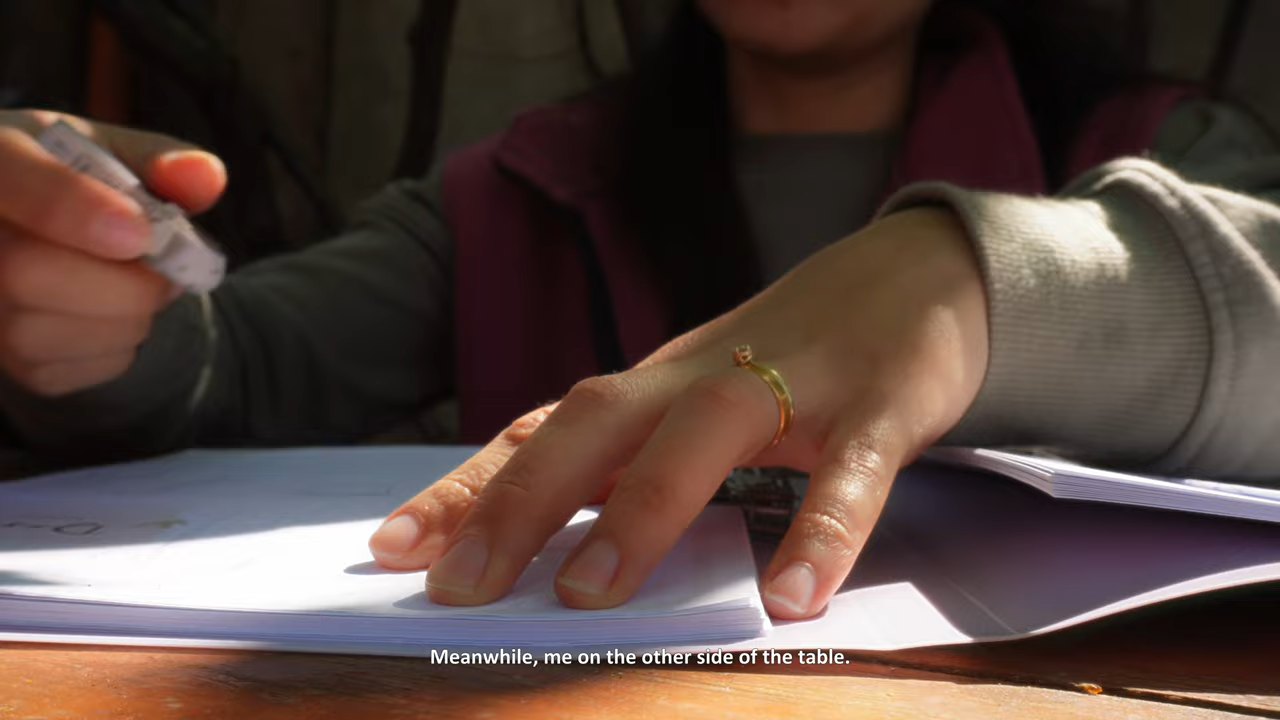 Meanwhile, me on the other side of the table.